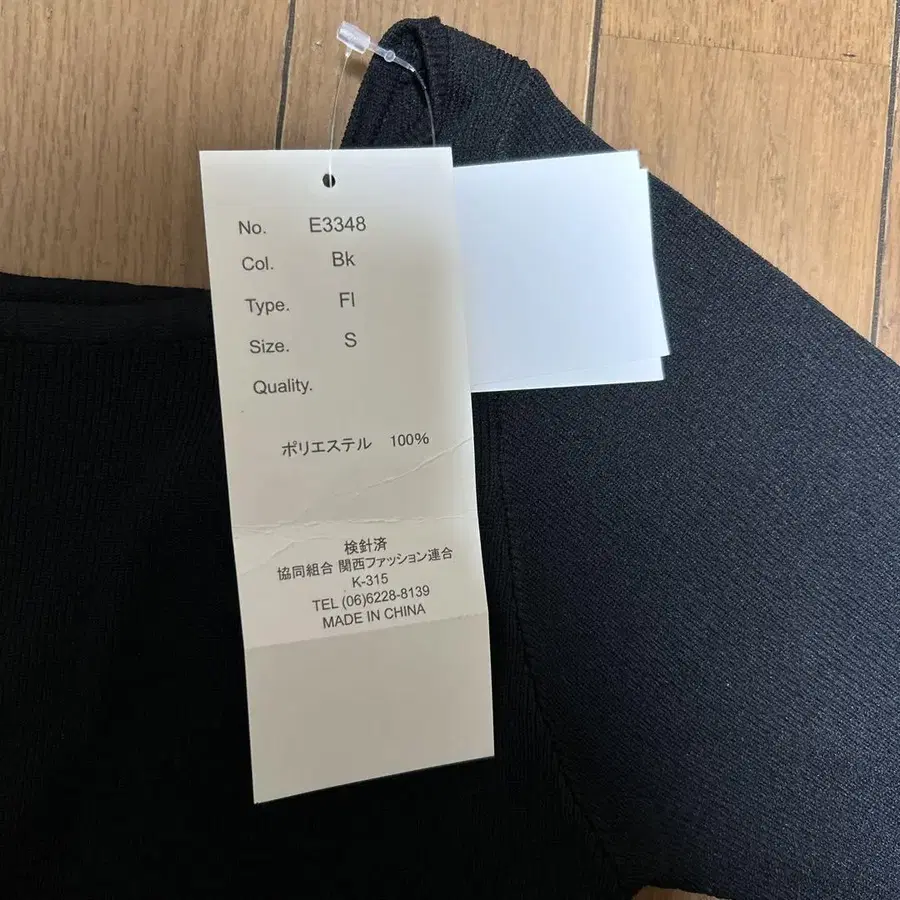 No. E3348
Col. Bk
Type. Fl
Size. S
Quality.
ポリエステル 100%
検針済
協同組合 関西ファッション連合
K-315
TEL (06)6228-8139
MADE IN CHINA